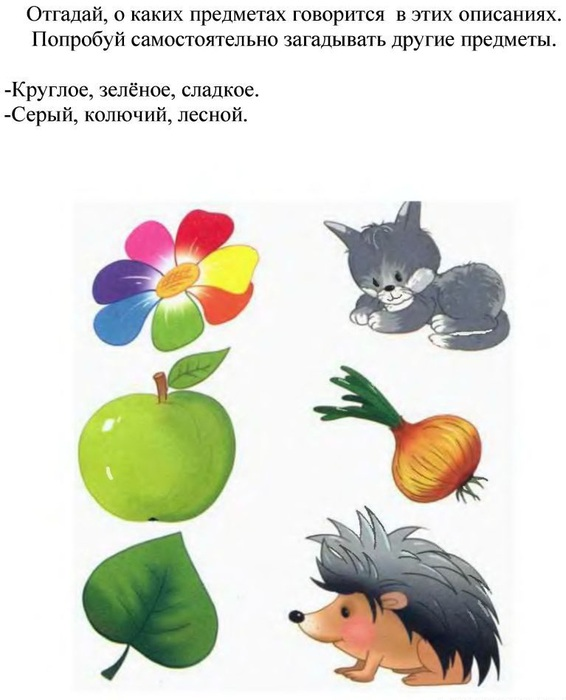 Отгадай, о каких предметах говорится в этих описаниях.
Попробуй самостоятельно загадывать другие предметы.
-Круглое, зелёное, сладкое.
-Серый, колючий, лесной.